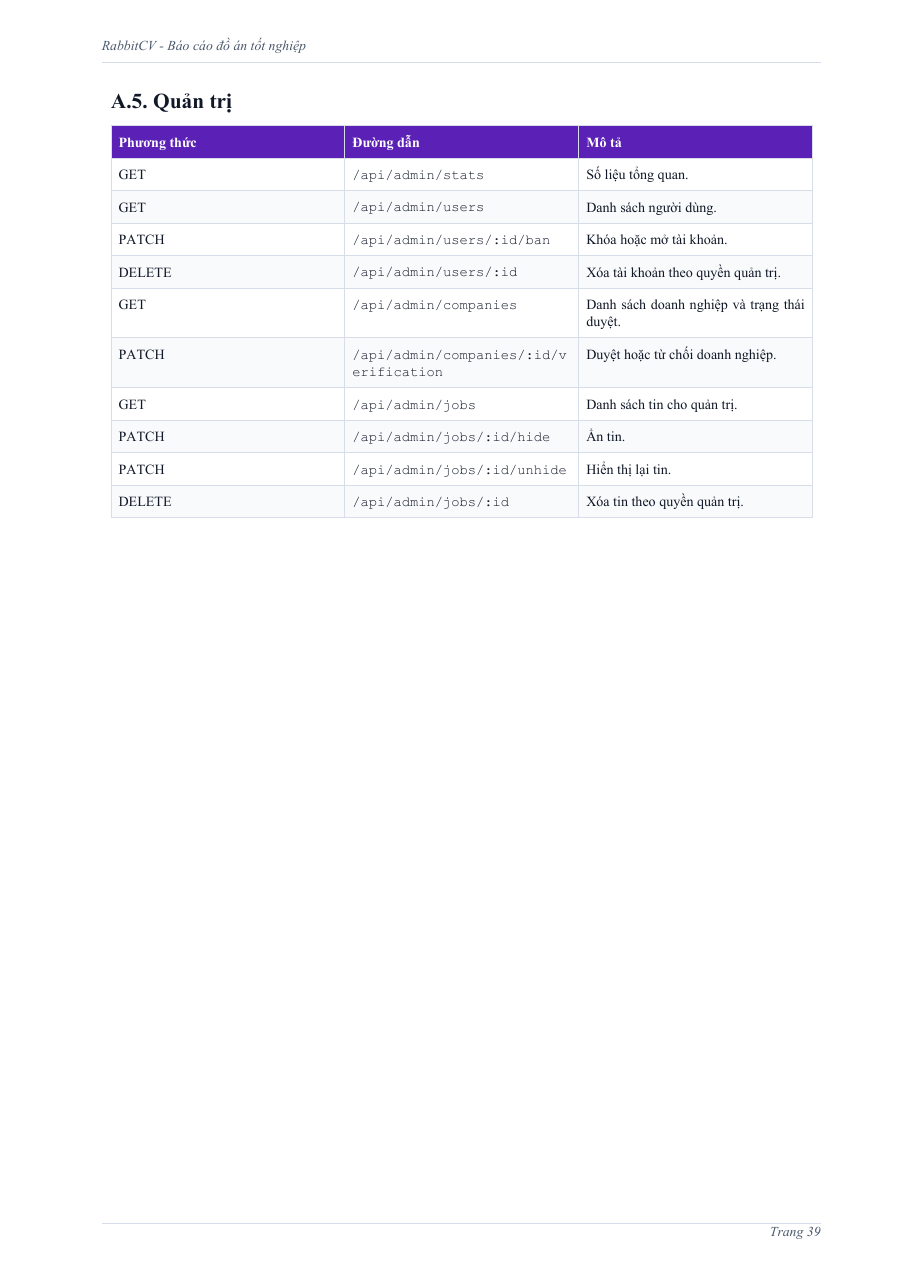 RabbitCV - Báo cáo đồ án tốt nghiệp
A.5. Quản trị
Phương thức Đường dẫn Mô tả
GET /api/admin/stats Số liệu tổng quan.
GET /api/admin/users Danh sách người dùng.
PATCH /api/admin/users/:id/ban Khóa hoặc mở tài khoản.
DELETE /api/admin/users/:id Xóa tài khoản theo quyền quản trị.
GET /api/admin/companies Danh sách doanh nghiệp và trạng thái
duyệt.
PATCH /api/admin/companies/:id/v Duyệt hoặc từ chối doanh nghiệp.
erification
GET /api/admin/jobs Danh sách tin cho quản trị.
PATCH /api/admin/jobs/:id/hide Ẩn tin.
PATCH /api/admin/jobs/:id/unhide Hiển thị lại tin.
DELETE /api/admin/jobs/:id Xóa tin theo quyền quản trị.
Trang 39